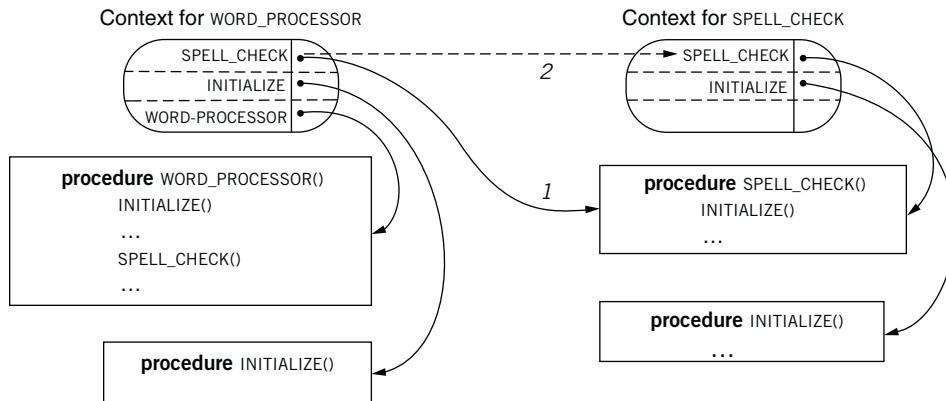 Context for WORD_PROCESSOR
SPELL_CHECK
INITIALIZE
WORD-PROCESSOR
procedure WORD_PROCESSOR()
INITIALIZE()
...
SPELL_CHECK()
...
procedure INITIALIZE()
2
1
Context for SPELL_CHECK
SPELL_CHECK
INITIALIZE
procedure SPELL_CHECK()
INITIALIZE()
...
procedure INITIALIZE()
...